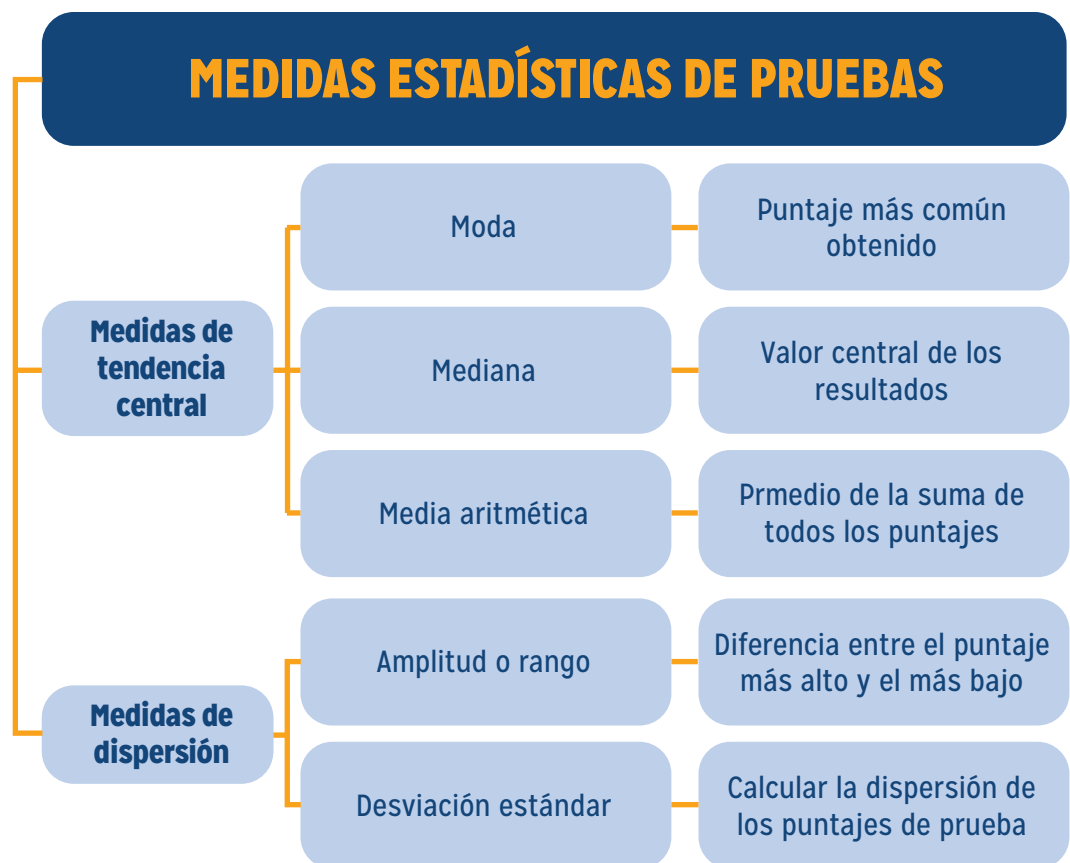 MEDIDAS ESTADÍSTICAS DE PRUEBAS
Moda
Puntaje más común
obtenido
Medidas de
tendencia
central
Mediana
Valor central de los
resultados
Media aritmética
Prmedio de la suma de
todos los puntajes
Medidas de
dispersión
Amplitud o rango
Diferencia entre el puntaje
más alto y el más bajo
Desviación estándar
Calcular la dispersión de
los puntajes de prueba